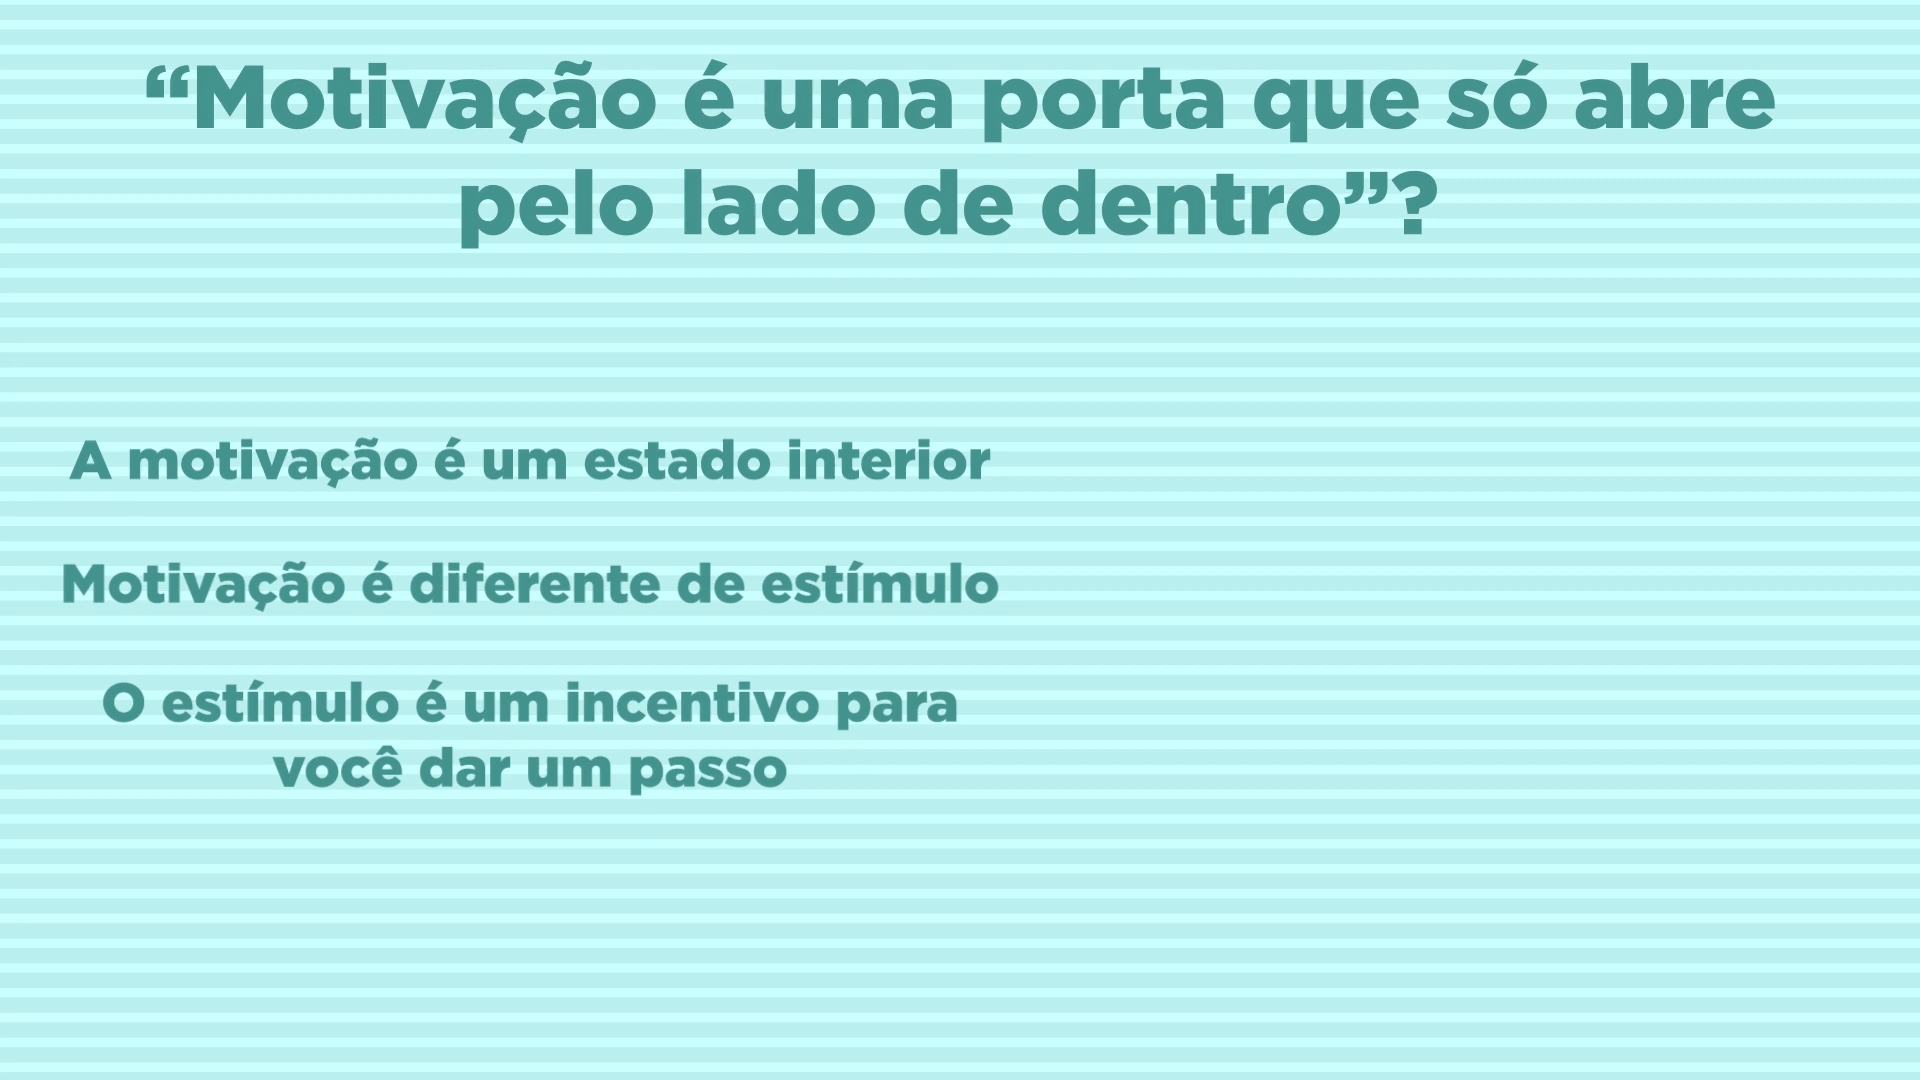 “Motivação é uma porta que só abre
pelo lado de dentro”?
A motivação é um estado interior
Motivação é diferente de estímulo
O estímulo é um incentivo para
você dar um passo